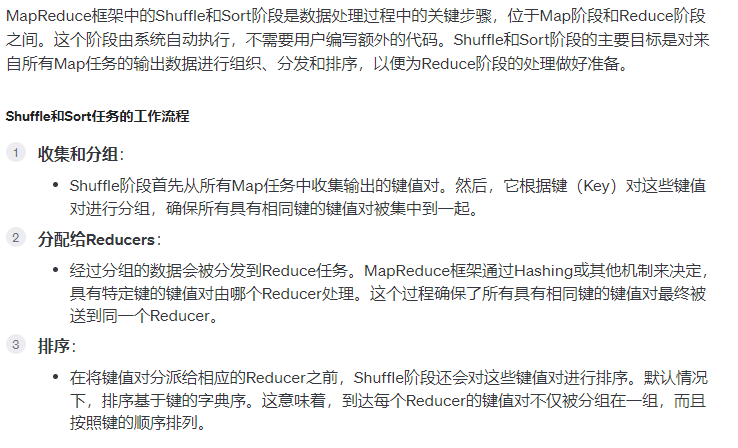 MapReduce框架中的Shuffle和Sort阶段是数据处理过程中的关键步骤，位于Map阶段和Reduce阶段
之间。这个阶段由系统自动执行，不需要用户编写额外的代码。Shuffle和Sort阶段的主要目标是对来
自所有Map任务的输出数据进行组织、分发和排序，以便为Reduce阶段的处理做好准备。
Shuffle和Sort任务的工作流程
1 收集和分组：
• Shuffle阶段首先从所有Map任务中收集输出的键值对。然后，它根据键（Key）对这些键值
对进行分组，确保所有具有相同键的键值对被集中到一起。
2 分配给Reducers：
• 经过分组的数据会被分发到Reduce任务。MapReduce框架通过Hashing或其他机制来决定，
具有特定键的键值对由哪个Reducer处理。这个过程确保了所有具有相同键的键值对最终被
送到同一个Reducer。
3 排序：
• 在将键值对分派给相应的Reducer之前，Shuffle阶段还会对这些键值对进行排序。默认情况
下，排序基于键的字典序。这意味着，到达每个Reducer的键值对不仅被分组在一起，而且
按照键的顺序排列。